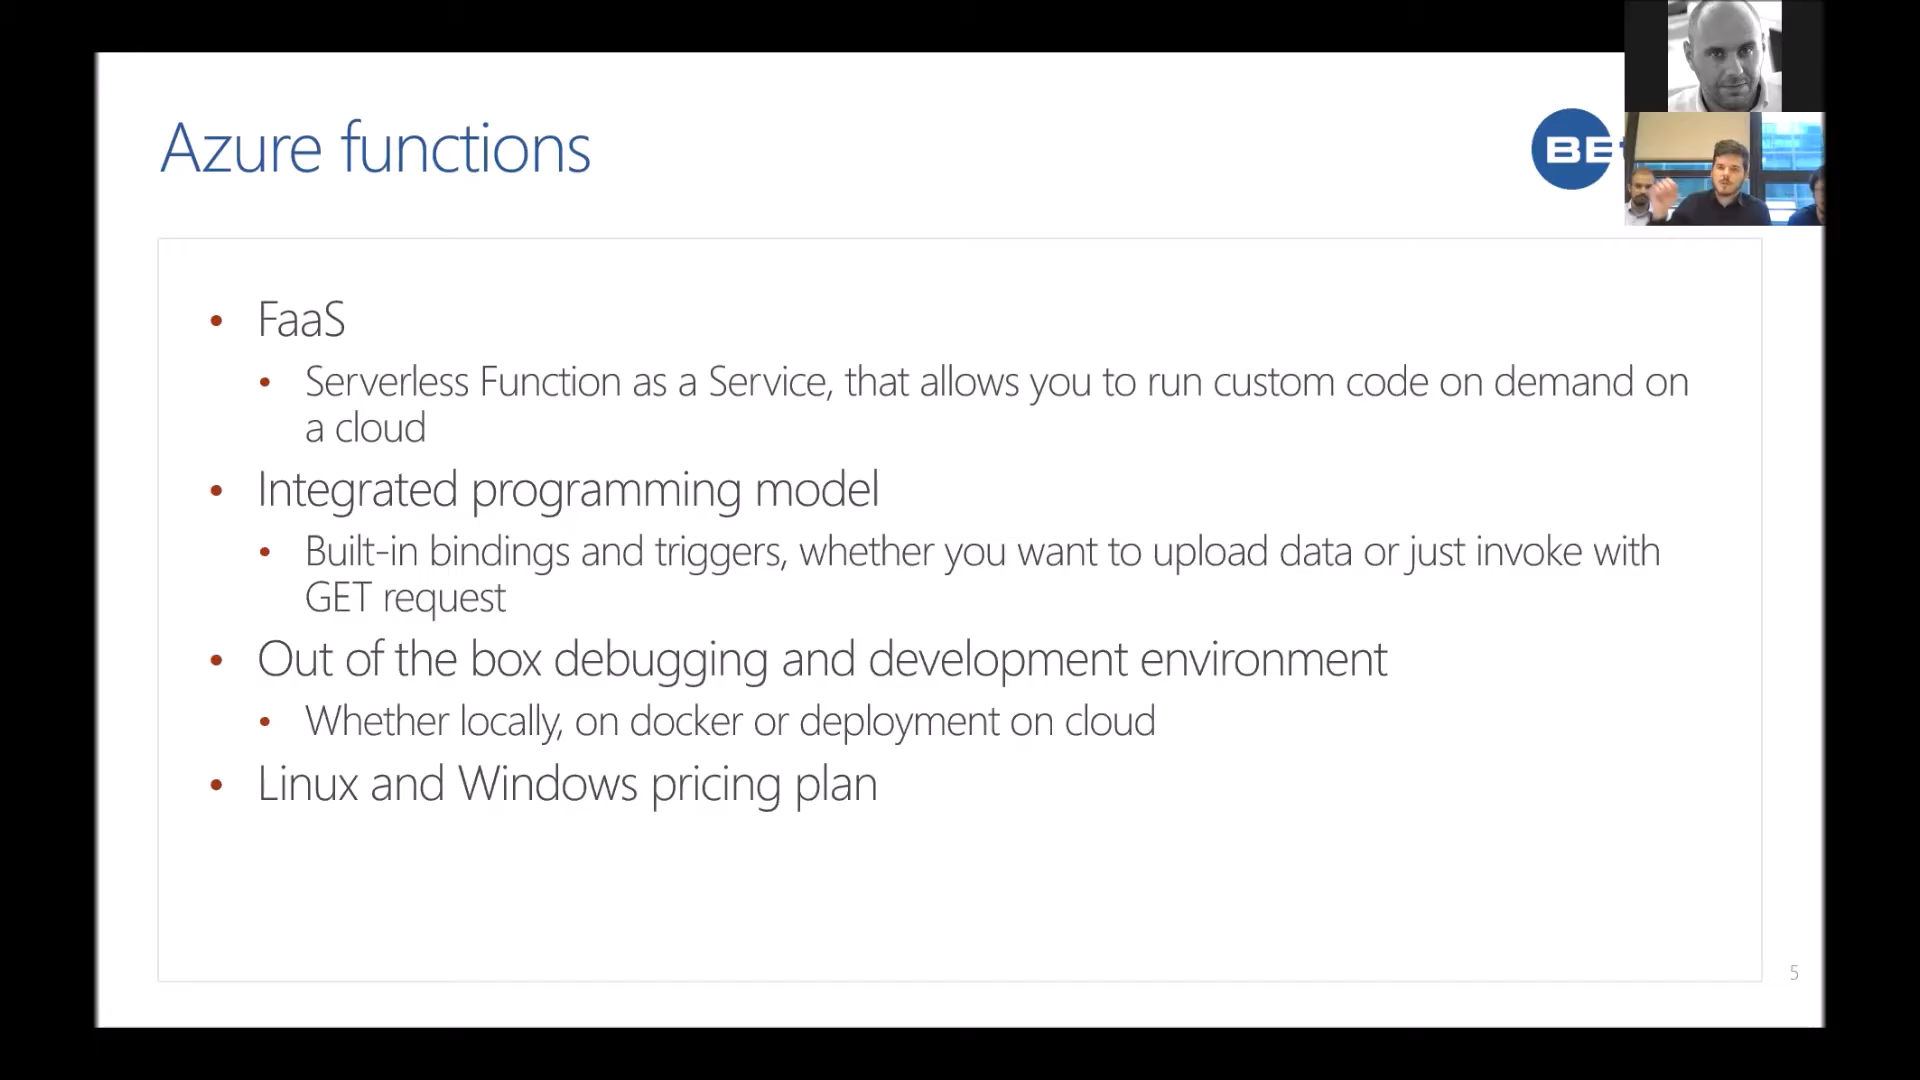 Azure functions
BE
• FaaS
• Serverless Function as a Service, that allows you to run custom code on demand on
a cloud
• Integrated programming model
• Built-in bindings and triggers, whether you want to upload data or just invoke with
GET request
• Out of the box debugging and development environment
• Whether locally, on docker or deployment on cloud
• Linux and Windows pricing plan
5